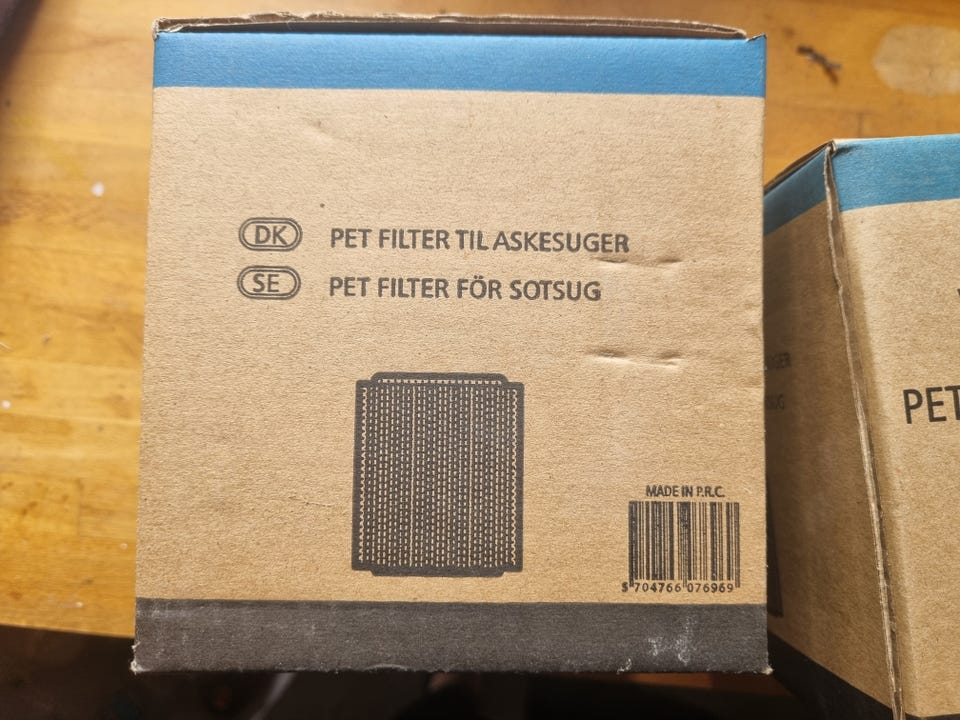 DK PET FILTER TIL ASKESUGER
SE PET FILTER FÖR SOTSUG
MADE IN P.R.C.
5 704766 076969
PET